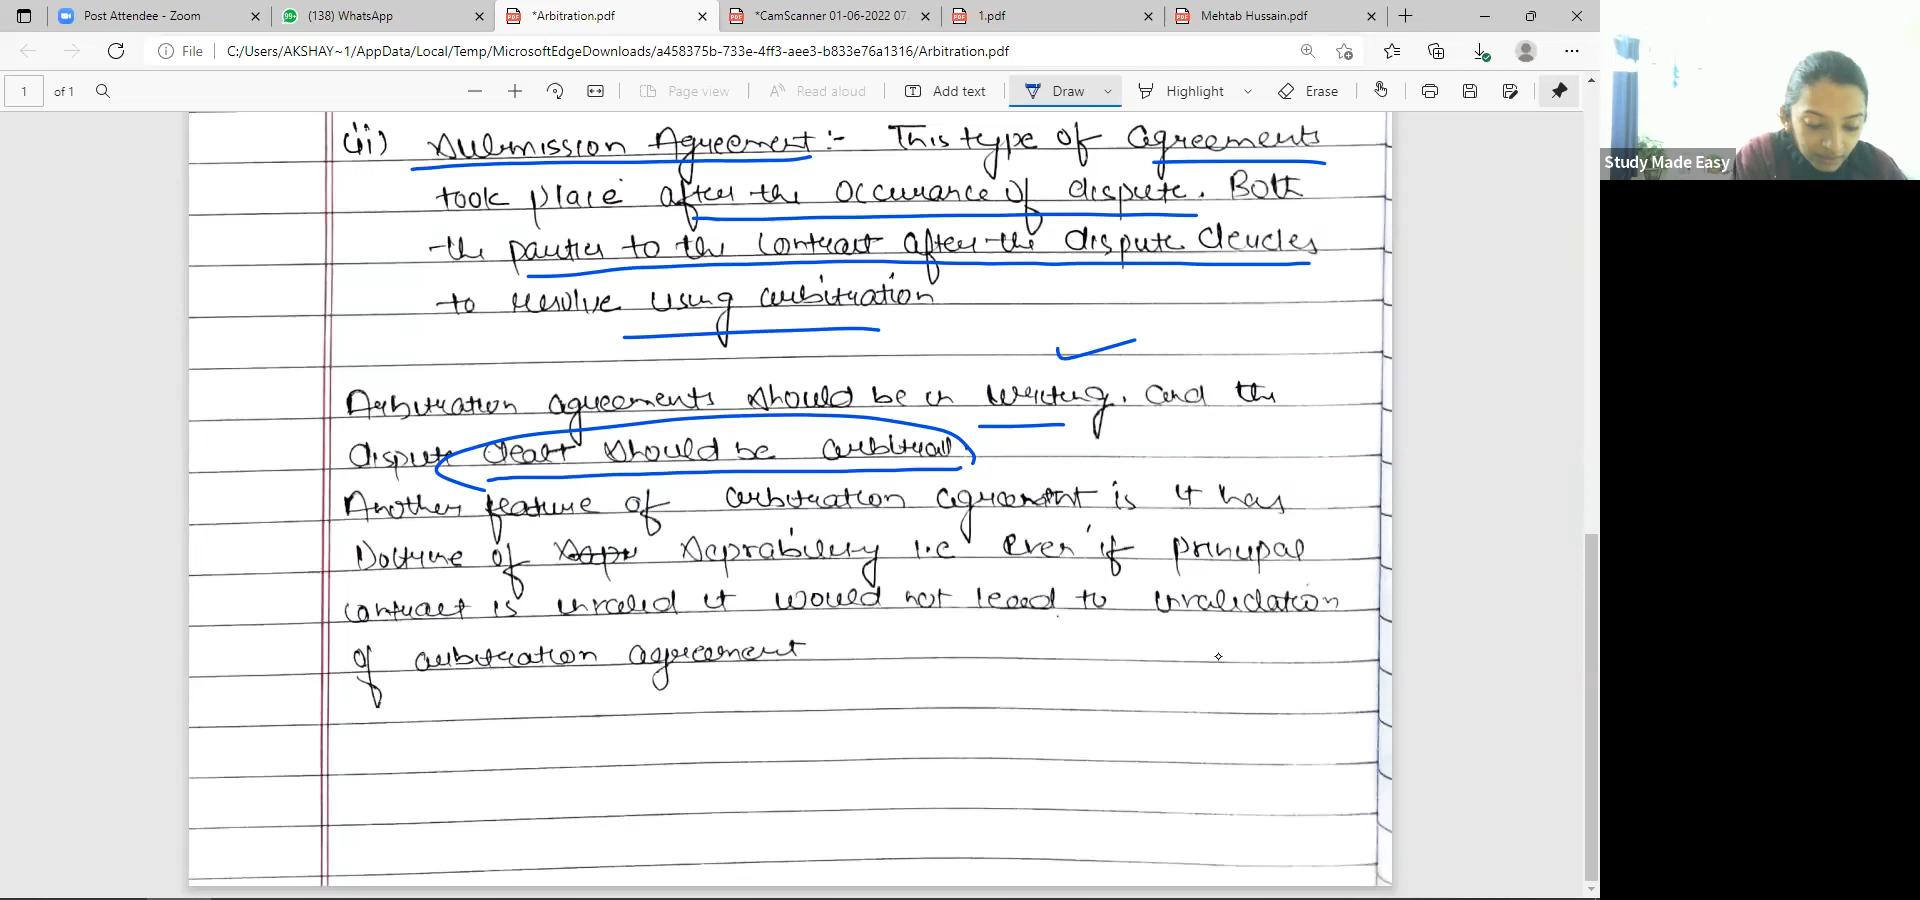 Post Attendee - Zoom
(138) WhatsApp
*Arbitration.pdf
*CamScanner 01-06-2022 07
1.pdf
Mehtab Hussain.pdf
File
C:/Users/AKSHAY~1/AppData/Local/Temp/MicrosoftEdgeDownloads/a458375b-733e-4ff3-aee3-b833e76a1316/Arbitration.pdf
1 of 1
Page view
Read aloud
Add text
Draw
Highlight
Erase
Study Made Easy
(ii) Submission Agreement :- This type of agreements
took place after the occurance of dispute. Both
the parties to the contract after the dispute decides
to resolve using arbitration
Arbitration agreements should be in writing. and the
dispute dealt should be arbitral
Another feature of arbitration agreement is it has
Doctrine of Seprability i.e Even if principal
contract is invalid it would not lead to invalidation
of arbitration agreement